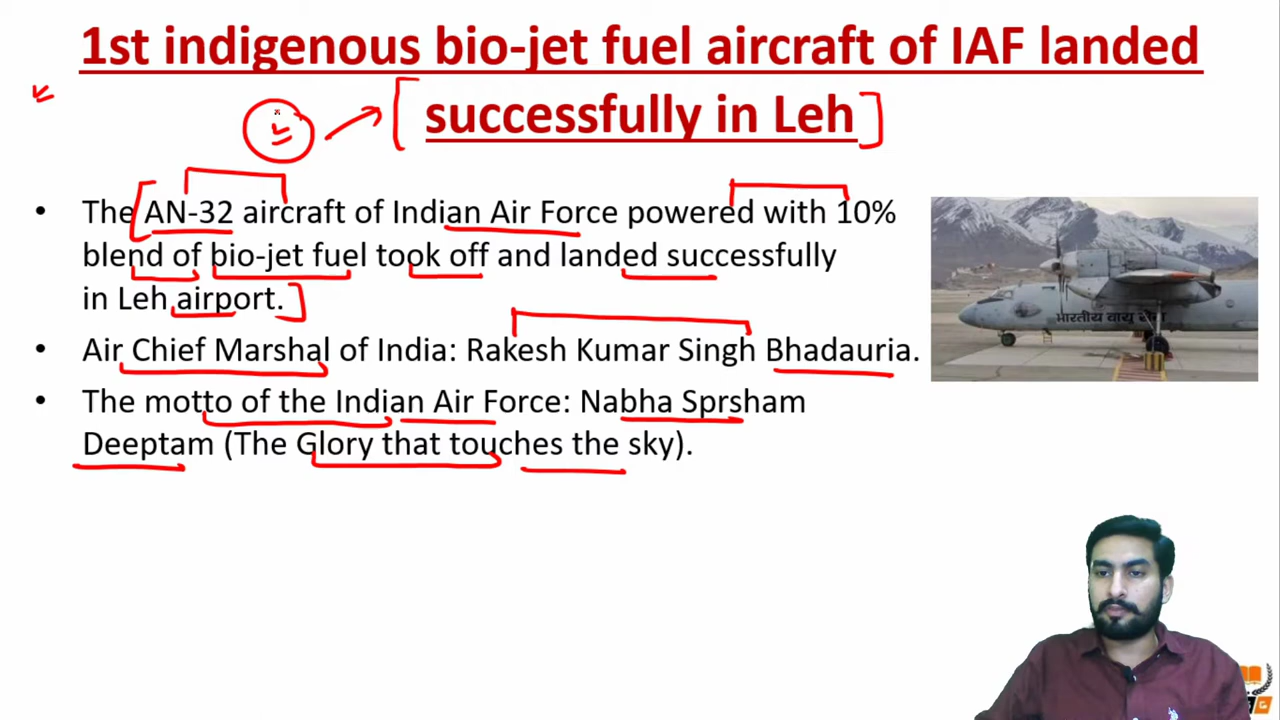 1st indigenous bio-jet fuel aircraft of IAF landed
successfully in Leh
• The AN-32 aircraft of Indian Air Force powered with 10%
blend of bio-jet fuel took off and landed successfully
in Leh airport.
• Air Chief Marshal of India: Rakesh Kumar Singh Bhadauria.
• The motto of the Indian Air Force: Nabha Sprsham
Deeptam (The Glory that touches the sky).
भारतीय वायु सेना